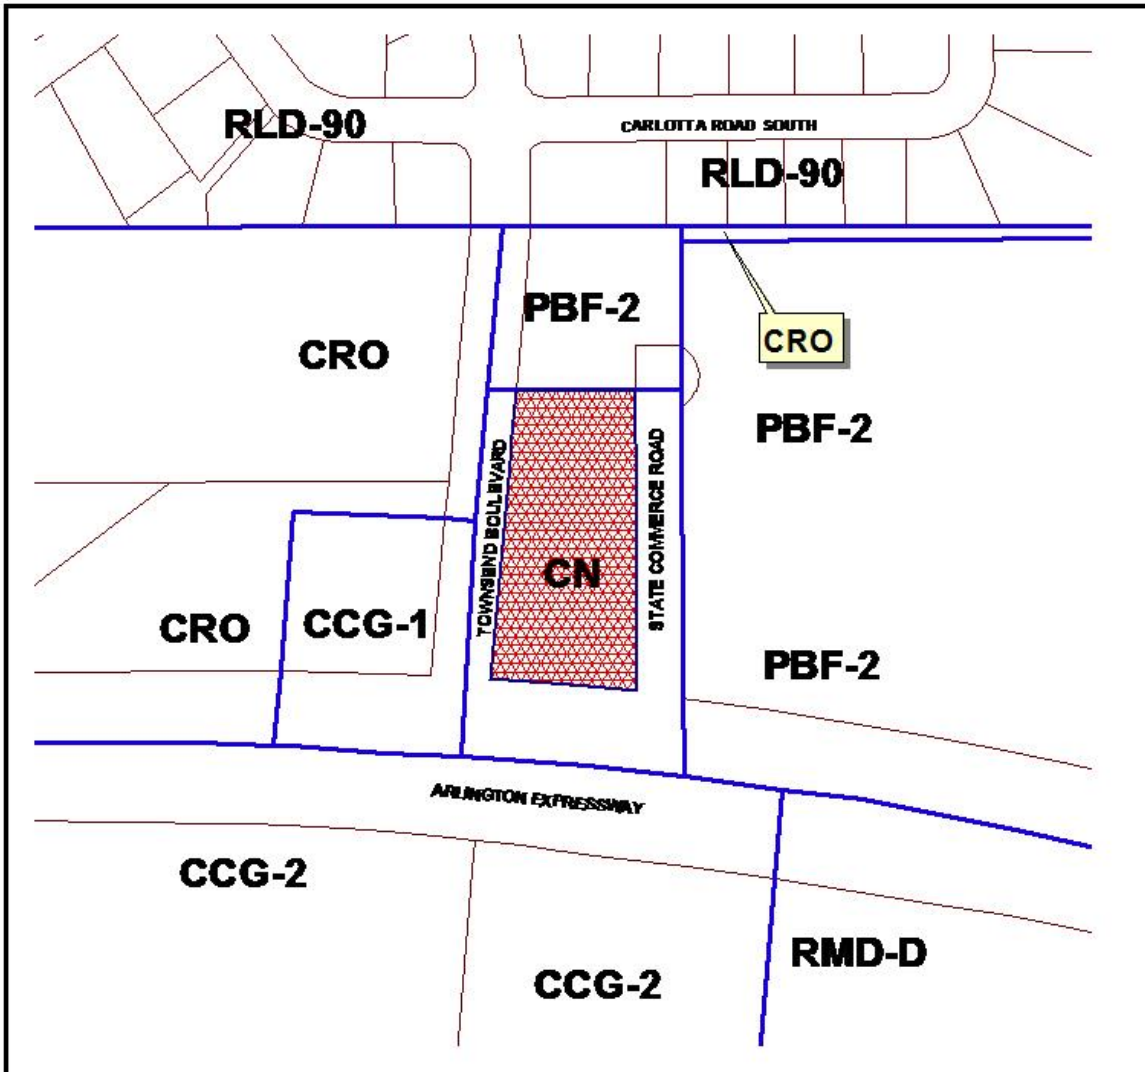 RLD-90
CARLOTTA ROAD SOUTH
RLD-90
PBF-2
CRO
CRO
PBF-2
TOWNSEND BOULEVARD
STATE COMMERCE ROAD
CN
CRO
CCG-1
PBF-2
ARLINGTON EXPRESSWAY
CCG-2
RMD-D
CCG-2